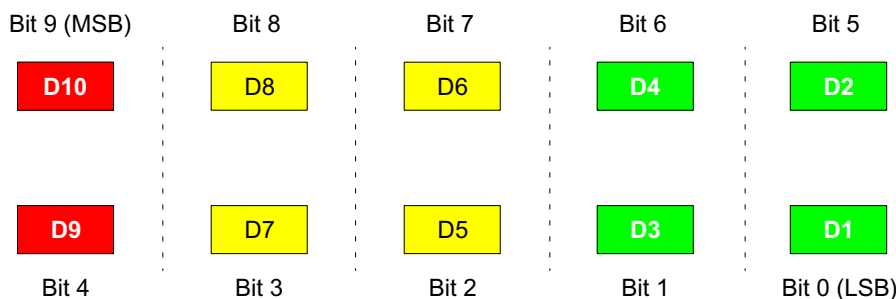 Bit 9 (MSB) Bit 8 Bit 7 Bit 6 Bit 5
D10 D8 D6 D4 D2
D9 D7 D5 D3 D1
Bit 4 Bit 3 Bit 2 Bit 1 Bit 0 (LSB)